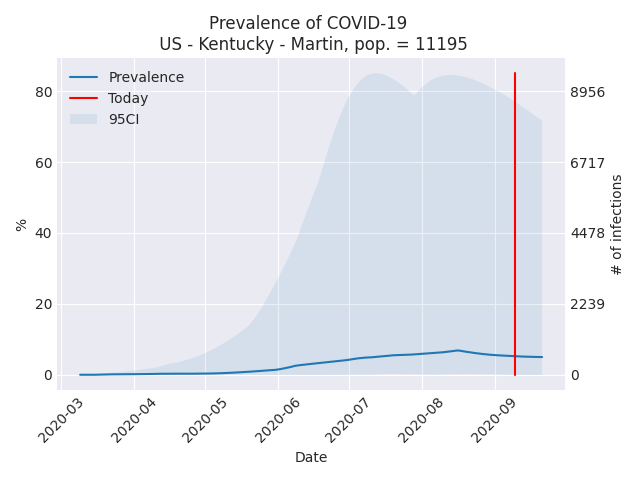 Prevalence of COVID-19
US - Kentucky - Martin, pop. = 11195
Prevalence
Today
95CI
%
80
60
40
20
0
8956
6717
4478
2239
0
# of infections
2020-03
2020-04
2020-05
2020-06
2020-07
2020-08
2020-09
Date